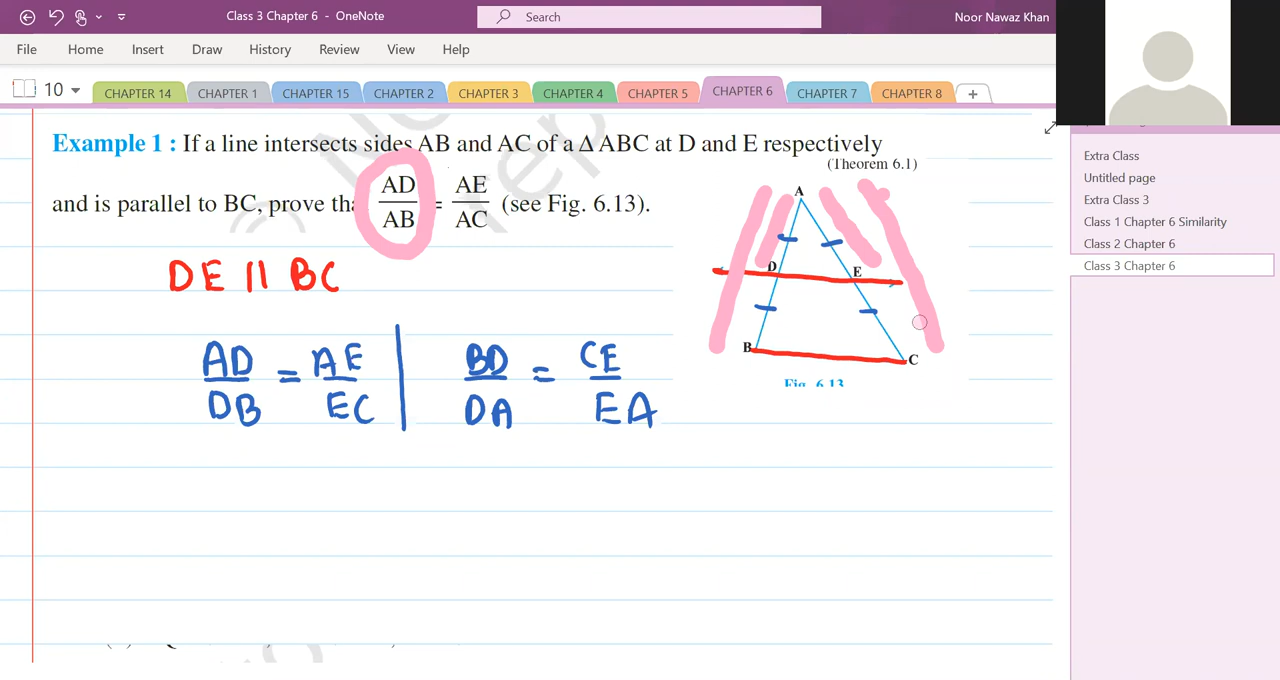 Class 3 Chapter 6 - OneNote
Search
Noor Nawaz Khan
File Home Insert Draw History Review View Help
10 CHAPTER 14 CHAPTER 1 CHAPTER 15 CHAPTER 2 CHAPTER 3 CHAPTER 4 CHAPTER 5 CHAPTER 6 CHAPTER 7 CHAPTER 8 +
Extra Class
Untitled page
Extra Class 3
Class 1 Chapter 6 Similarity
Class 2 Chapter 6
Class 3 Chapter 6
Example 1 : If a line intersects sides AB and AC of a Δ ABC at D and E respectively
(Theorem 6.1)
and is parallel to BC, prove tha AD/AB = AE/AC (see Fig. 6.13).
A
D E
B C
Fig. 6.13
DE || BC
AD/DB = AE/EC | BD/DA = CE/EA